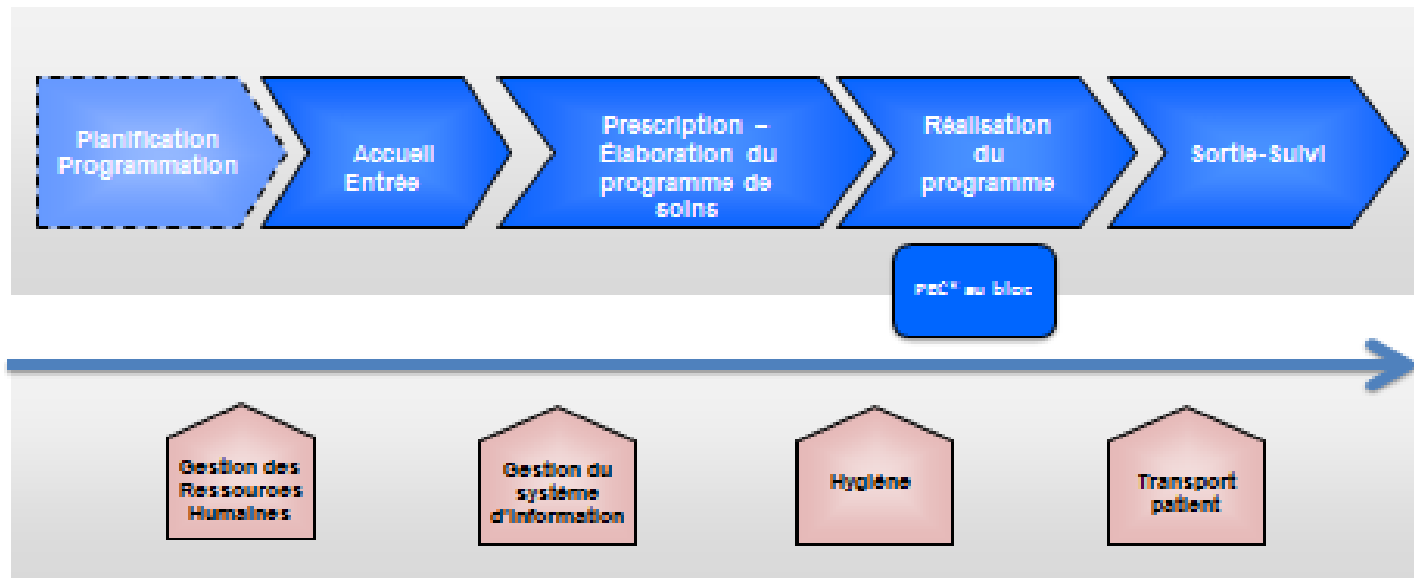 Planification
Programmation
Accueil
Entrée
Prescription –
Élaboration du
programme de
soins
Réalisation
du
programme
Sortie-Suivi
PEC* au bloc
Gestion des
Ressources
Humaines
Gestion du
système
d'information
Hygiène
Transport
patient